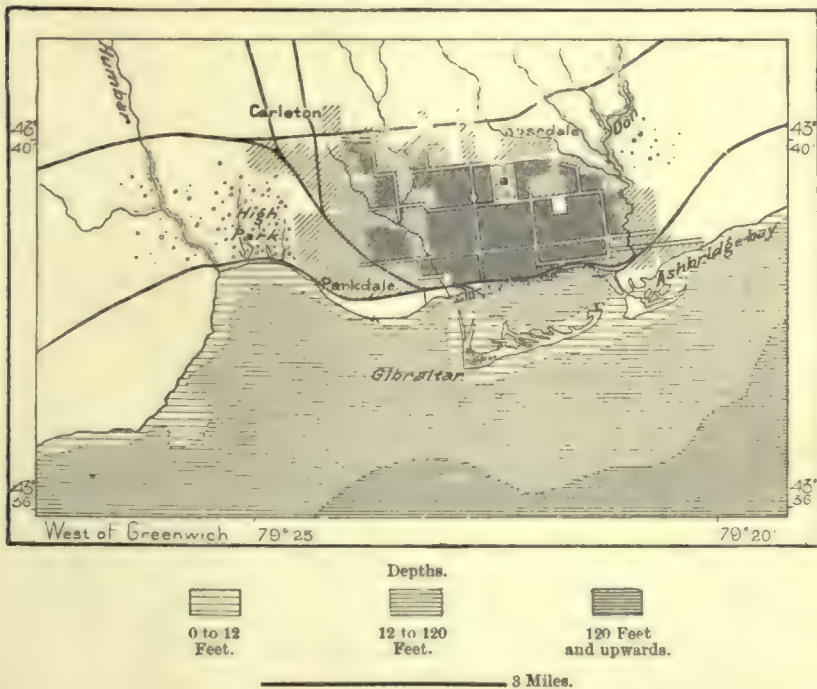 Humber
Carleton
Rosedale
Don
43°
40'
43°
40'
High
Park
Parkdale
Ashbridge bay
Gibraltar
43°
36'
43°
36'
West of Greenwich 79°25 79°20'
Depths.
0 to 12
Feet.
12 to 120
Feet.
120 Feet
and upwards.
3 Miles.